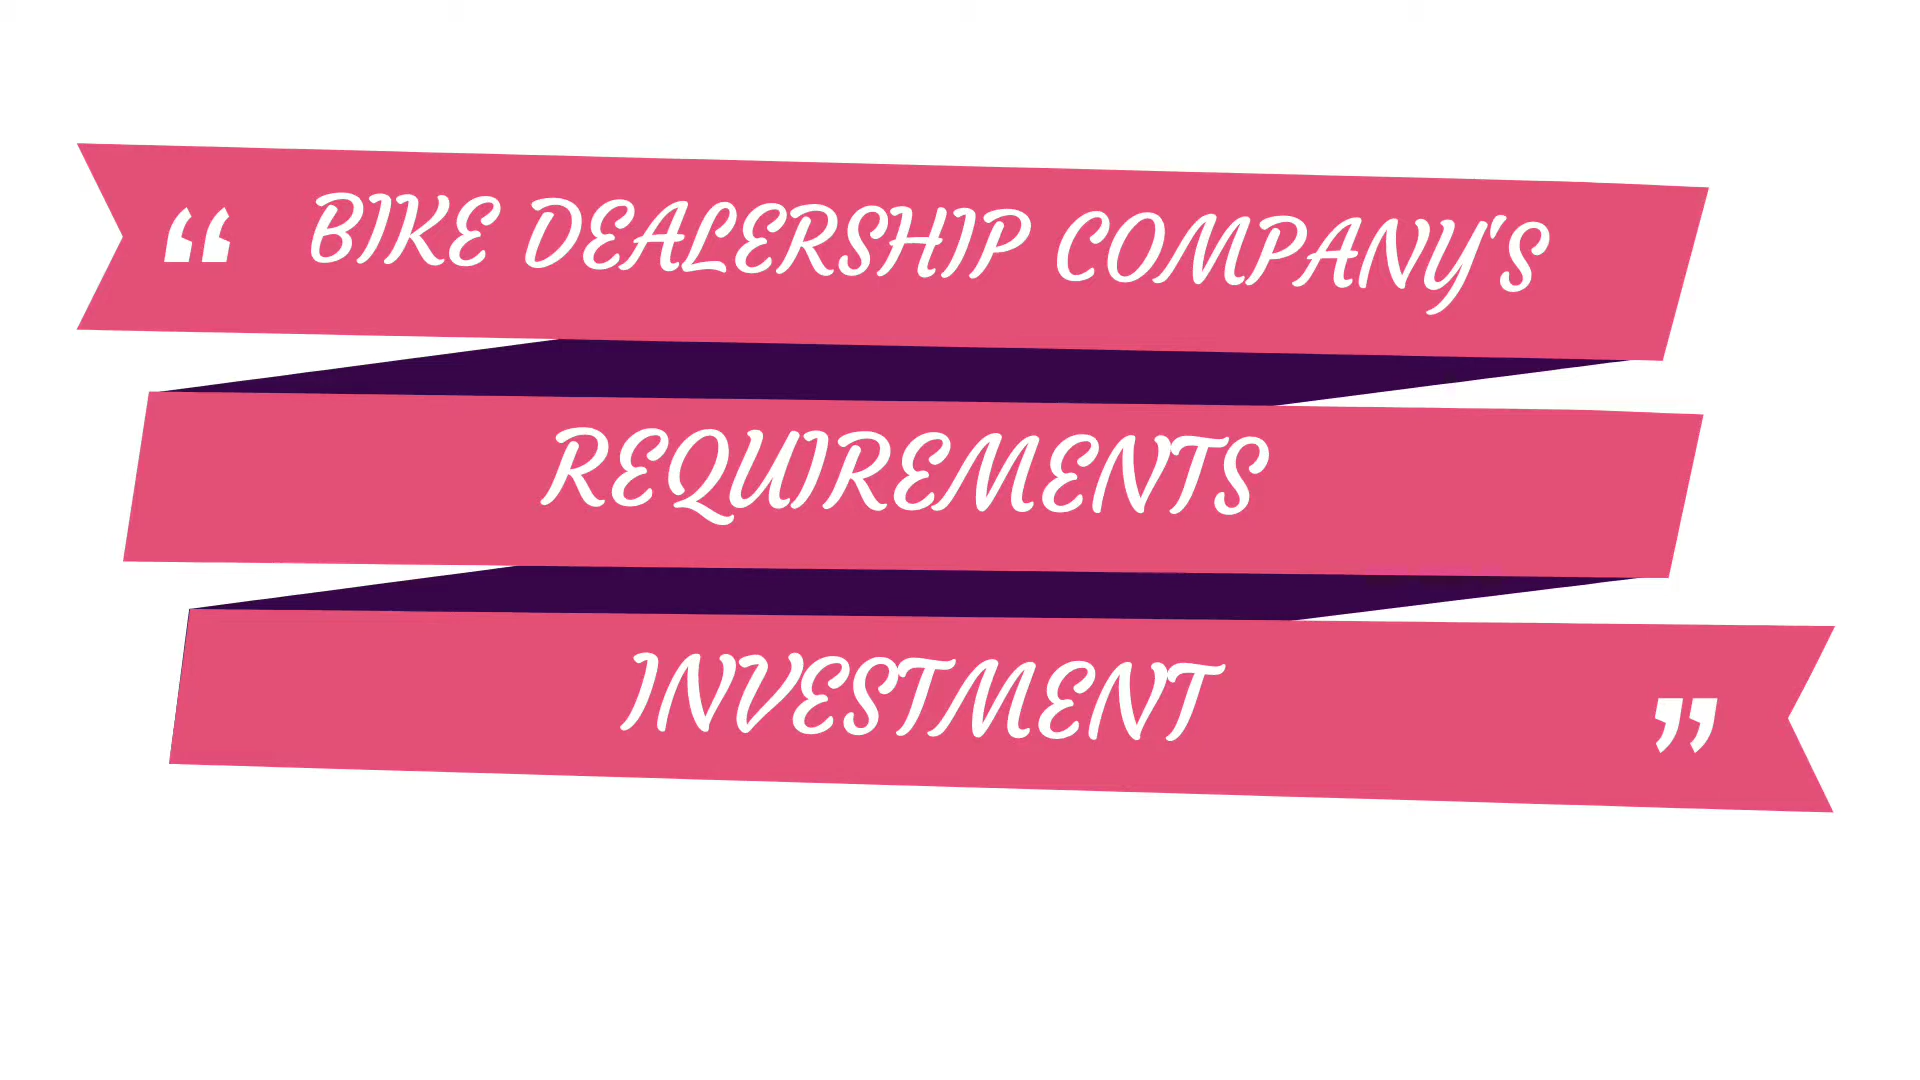 “ BIKE DEALERSHIP COMPANY'S
REQUIREMENTS
INVESTMENT ”